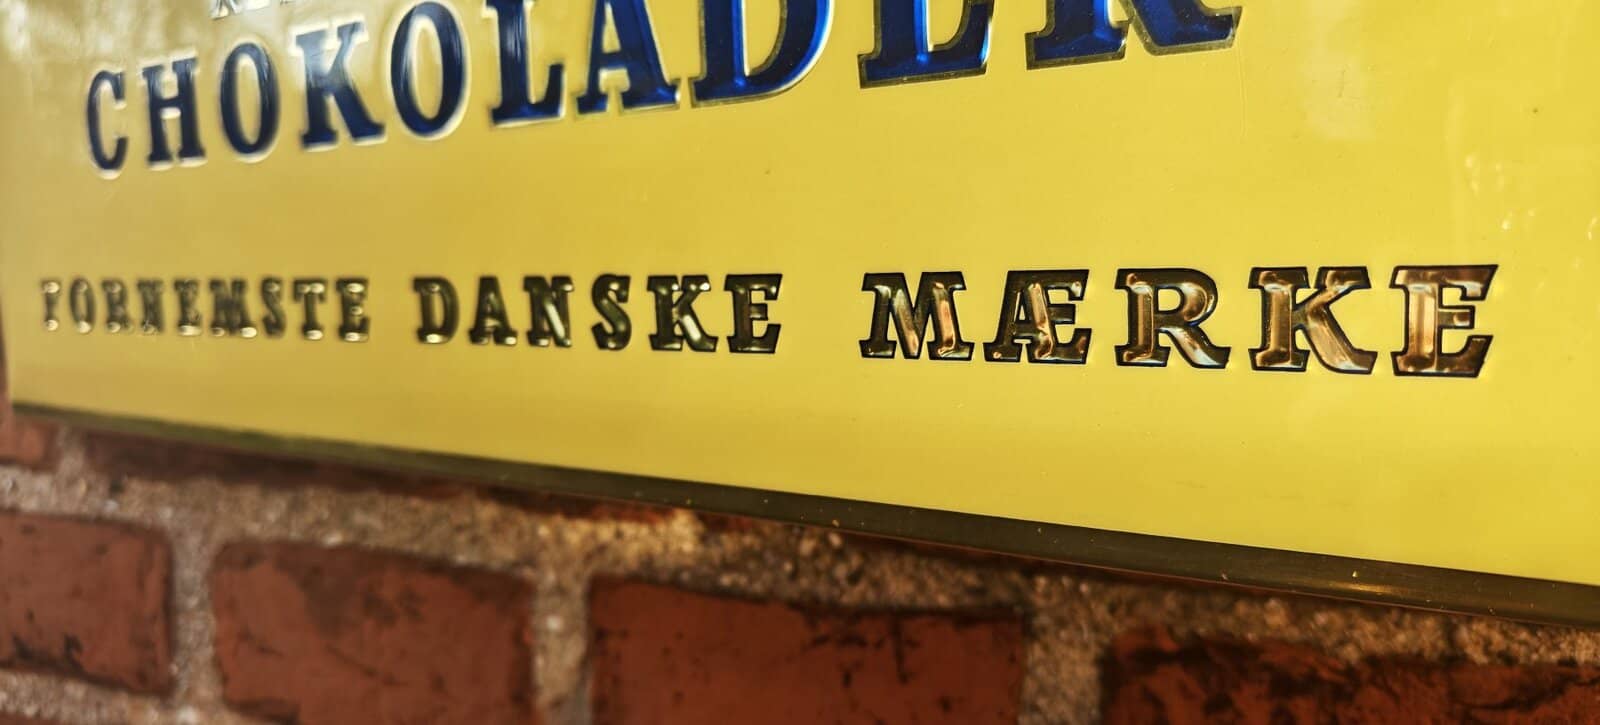 CHOKOLADER
FORNEMSTE DANSKE MÆRKE